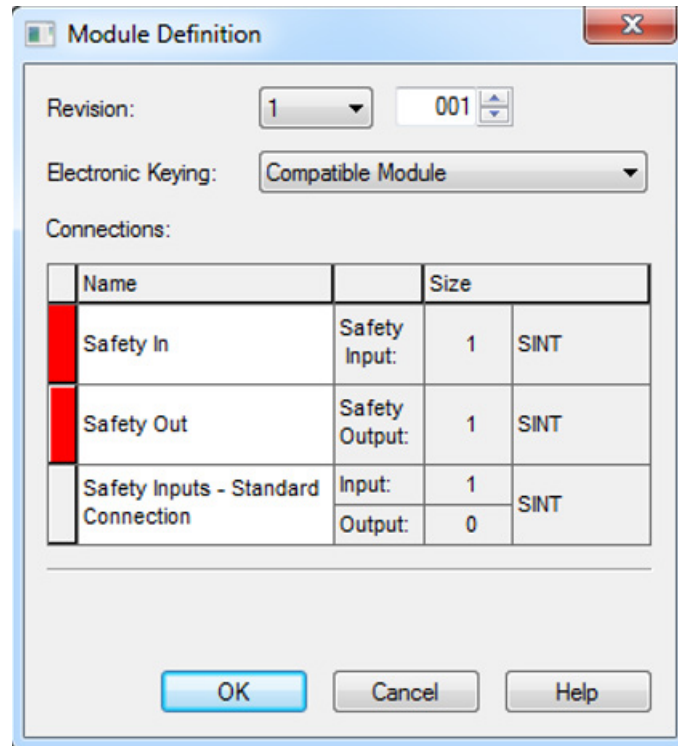 Module Definition
Revision: 1 001
Electronic Keying: Compatible Module
Connections:
Name Size
Safety In Safety Input: 1 SINT
Safety Out Safety Output: 1 SINT
Safety Inputs - Standard Connection Input: 1 SINT
Output: 0
OK Cancel Help